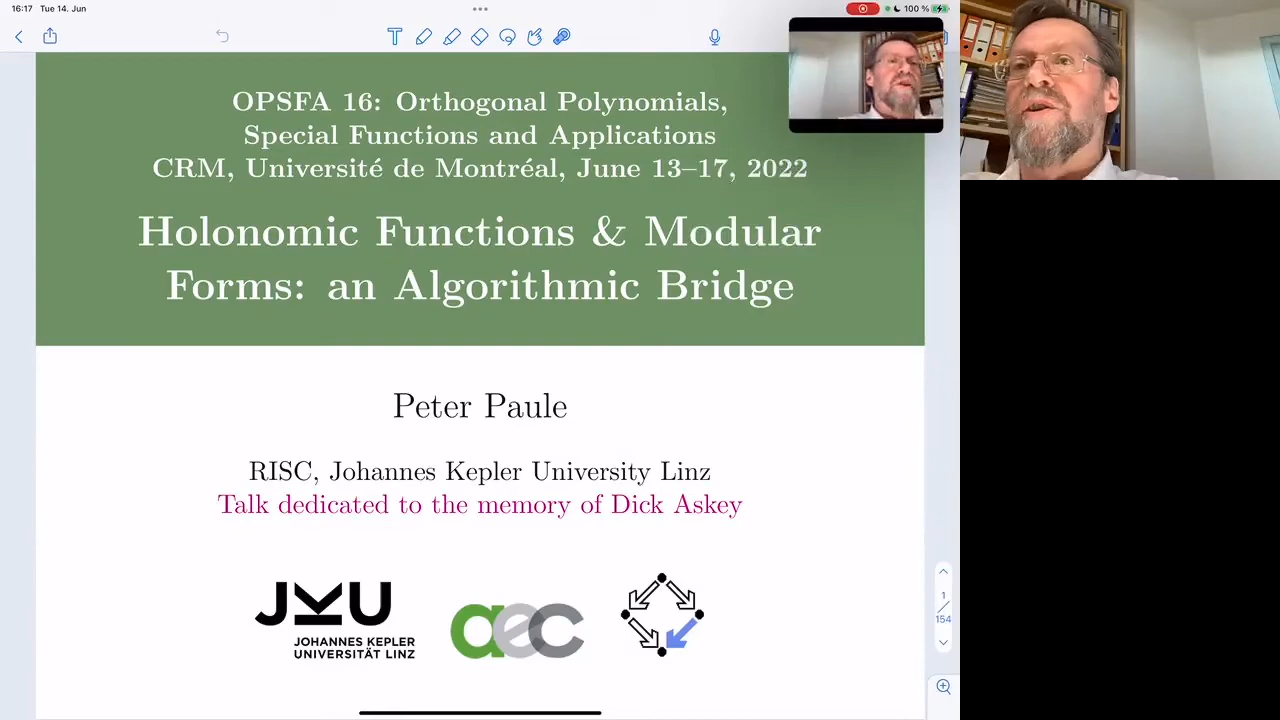 16:17 Tue 14. Jun
100 %
OPSFA 16: Orthogonal Polynomials,
Special Functions and Applications
CRM, Université de Montréal, June 13–17, 2022
Holonomic Functions & Modular
Forms: an Algorithmic Bridge
Peter Paule
RISC, Johannes Kepler University Linz
Talk dedicated to the memory of Dick Askey
JKU
JOHANNES KEPLER
UNIVERSITÄT LINZ
aec
1
154